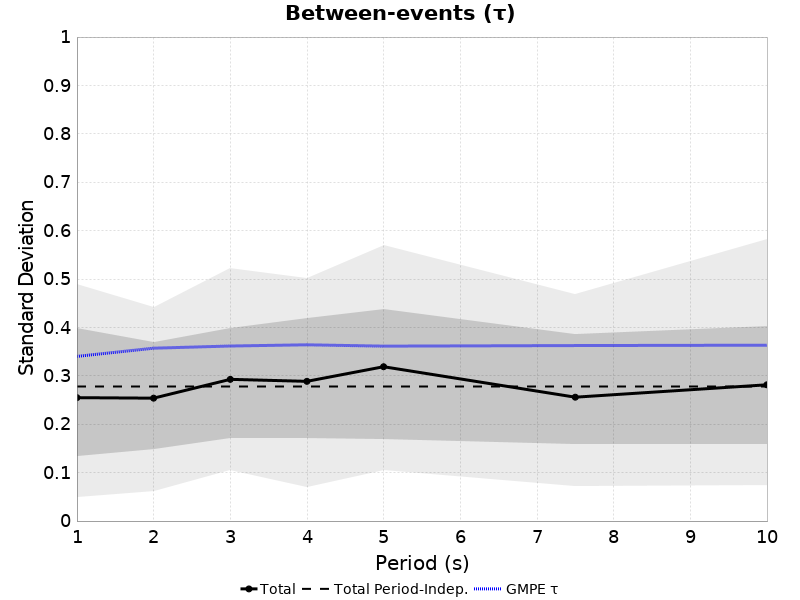 Between-events (τ)
1
0.9
0.8
0.7
0.6
0.5
0.4
0.3
0.2
0.1
0
Standard Deviation
1 2 3 4 5 6 7 8 9 10
Period (s)
Total Total Period-Indep. GMPE τ